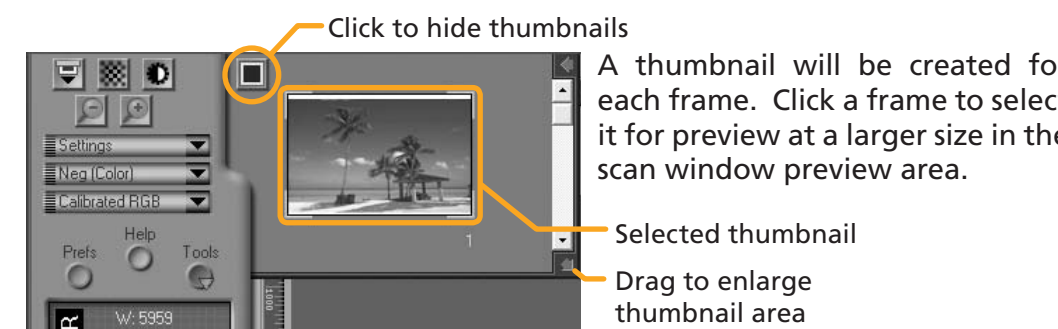 Click to hide thumbnails
A thumbnail will be created fo
each frame. Click a frame to selec
it for preview at a larger size in the
scan window preview area.
Settings
Neg (Color)
Calibrated RGB
Prefs
Help
Tools
1
Selected thumbnail
Drag to enlarge
thumbnail area
1000
R
W: 5959